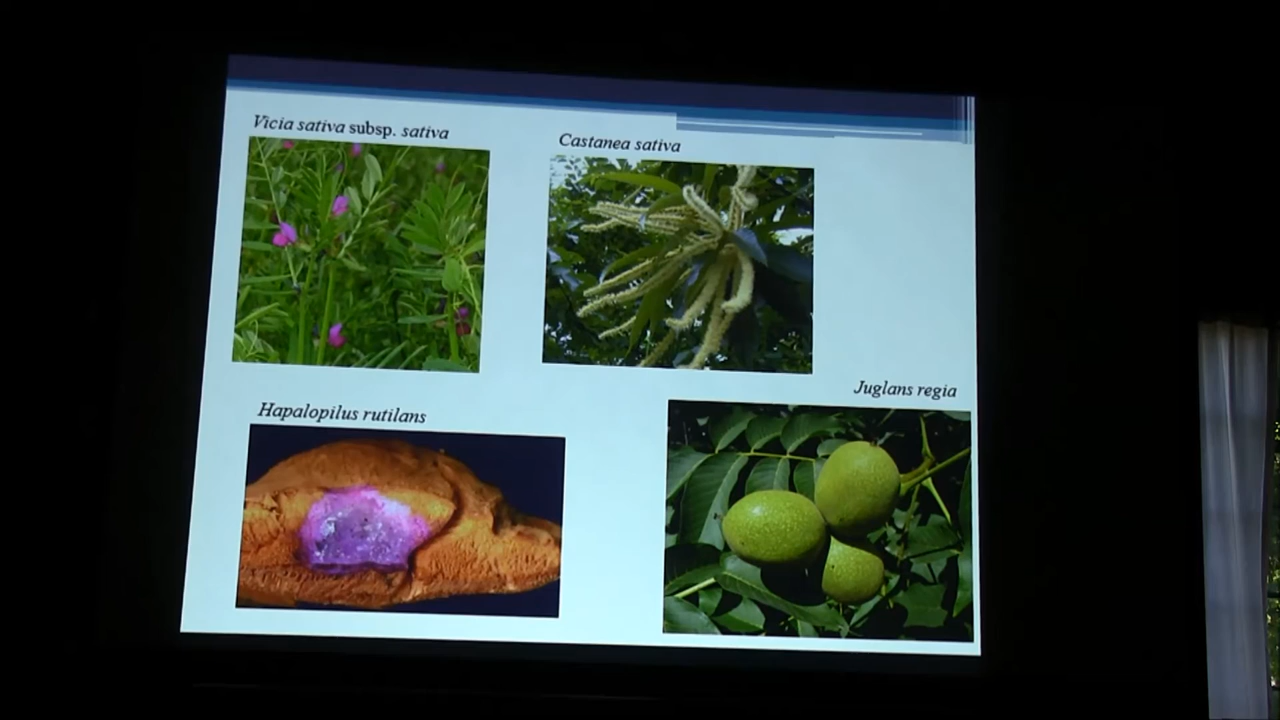 Vicia sativa subsp. sativa
Castanea sativa
Hapalopilus rutilans
Juglans regia